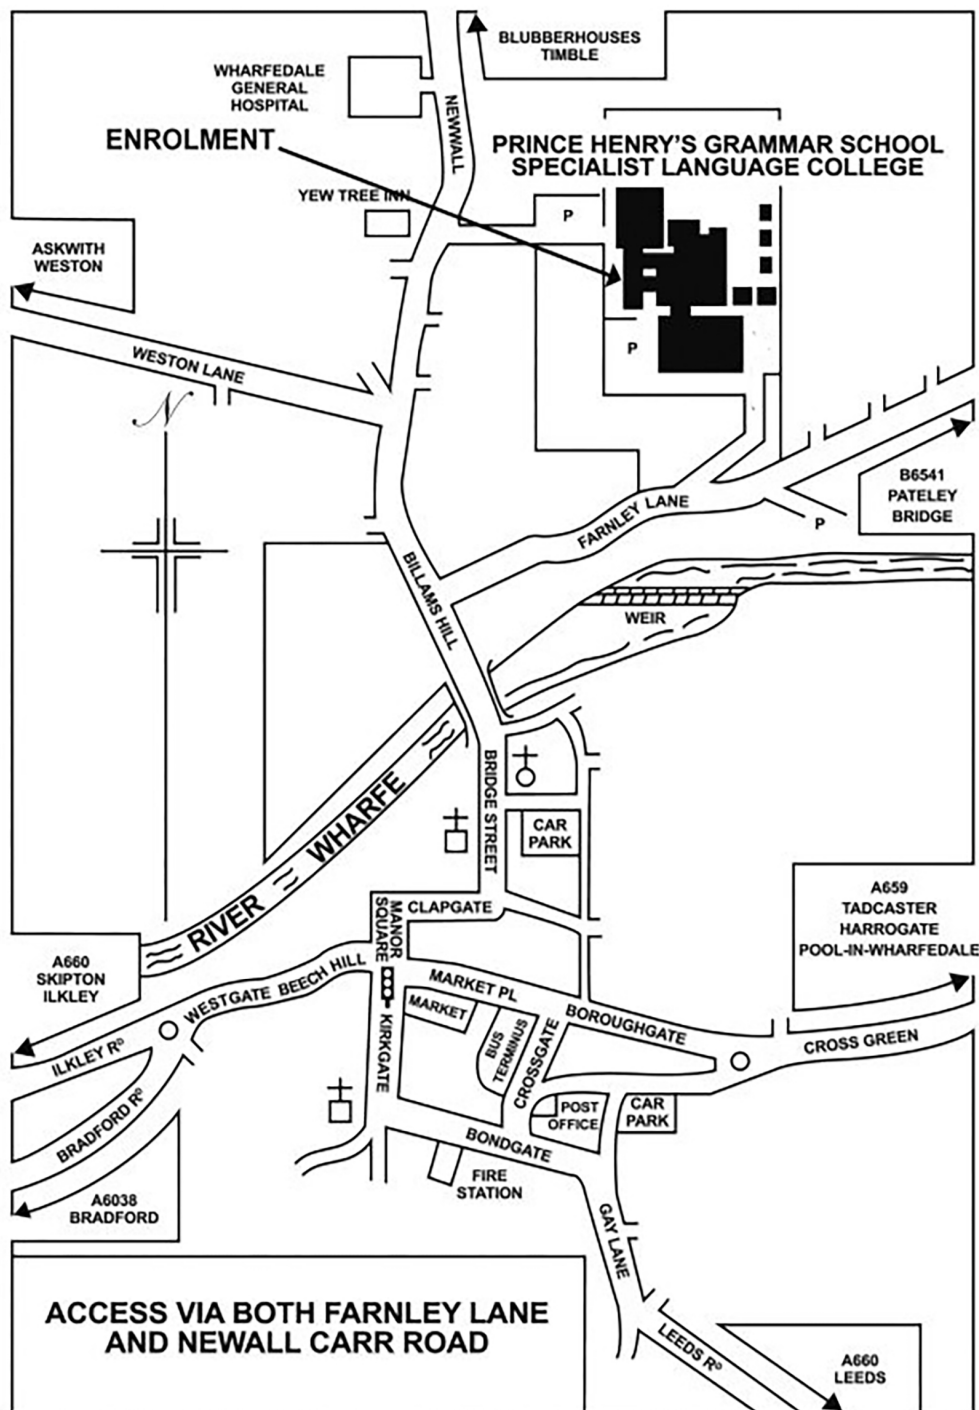 BLUBBERHOUSES
TIMBLE
WHARFEDALE
GENERAL
HOSPITAL
NEWWALL
ENROLMENT
PRINCE HENRY'S GRAMMAR SCHOOL
SPECIALIST LANGUAGE COLLEGE
YEW TREE INN
P
ASKWITH
WESTON
P
WESTON LANE
N
B6541
PATELEY
BRIDGE
FARNLEY LANE
P
BILLAMS HILL
WEIR
BRIDGE STREET
RIVER WHARFE
CAR
PARK
A659
TADCASTER
HARROGATE
POOL-IN-WHARFEDALE
CLAPGATE
MANOR
SQUARE
A660
SKIPTON
ILKLEY
WESTGATE BEECH HILL
MARKET PL
MARKET
BOROUGHGATE
KIRKGATE
BUS
TERMINUS
CROSSGATE
CROSS GREEN
ILKLEY RD
BRADFORD RD
POST
OFFICE
CAR
PARK
BONDGATE
FIRE
STATION
A6038
BRADFORD
GAY LANE
ACCESS VIA BOTH FARNLEY LANE
AND NEWALL CARR ROAD
LEEDS RD
A660
LEEDS